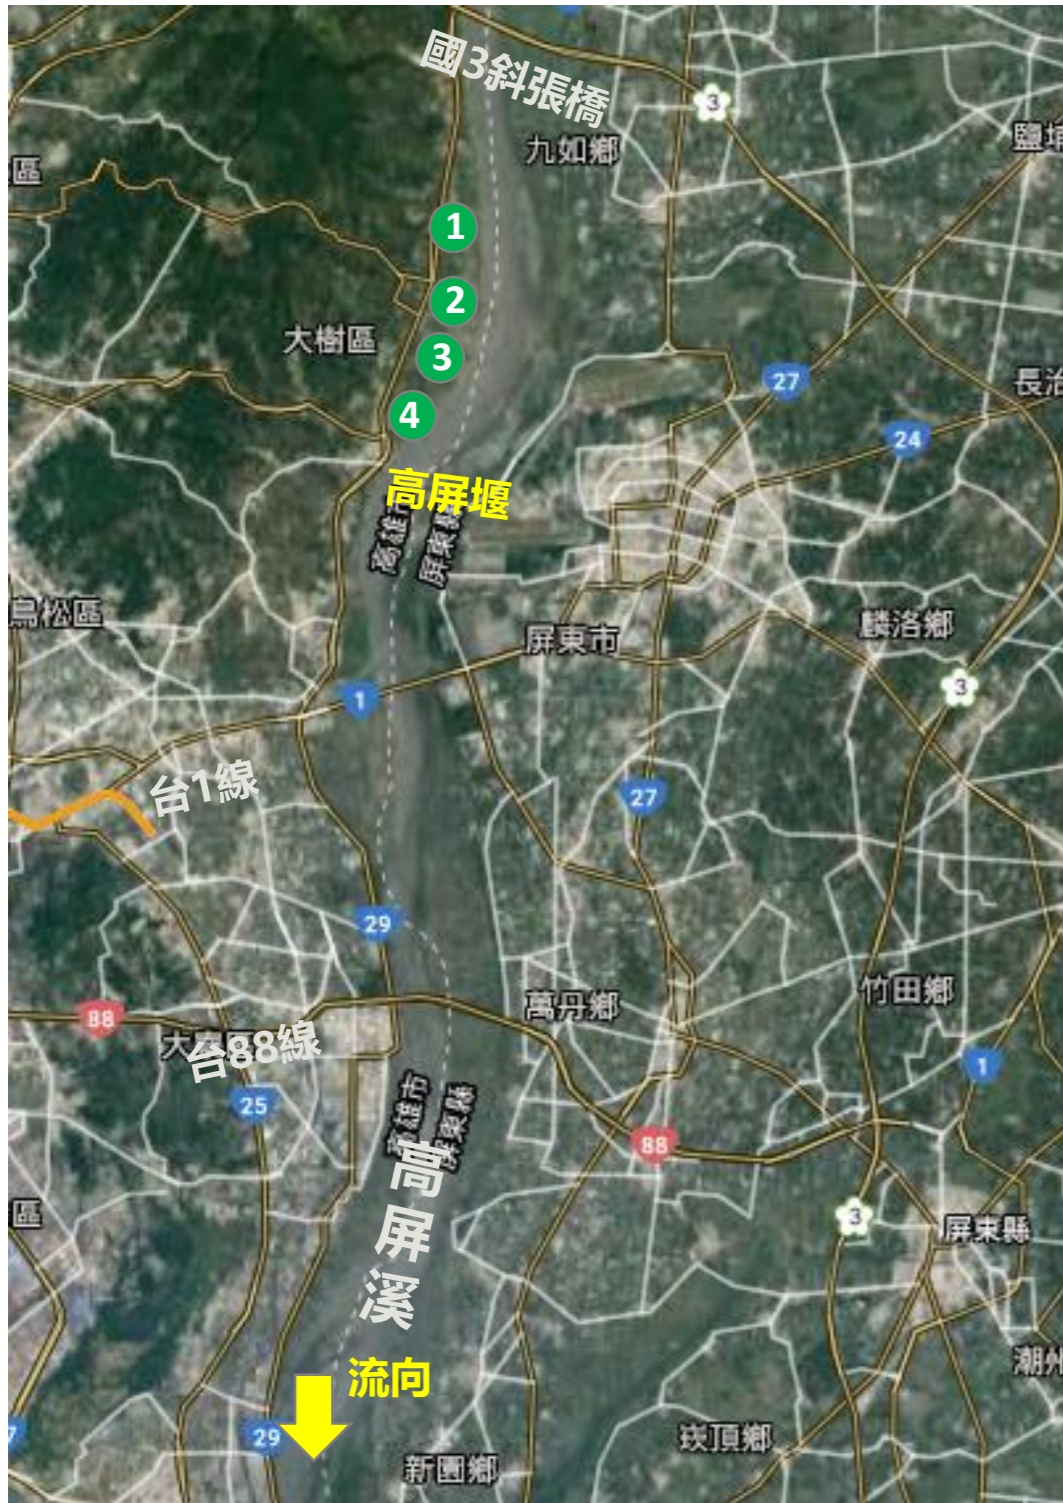 國3斜張橋
3
九如鄉
鹽埔
區
1
2
大樹區
3
27
長治
4
24
高屏堰
高雄市
屏東縣
鳥松區
屏東市
麟洛鄉
3
1
台1線
27
29
萬丹鄉
竹田鄉
88
台88線
1
25
高雄市
屏東縣
88
高屏溪
區
3
屏東縣
潮州
流向
29
7
新園鄉
崁頂鄉